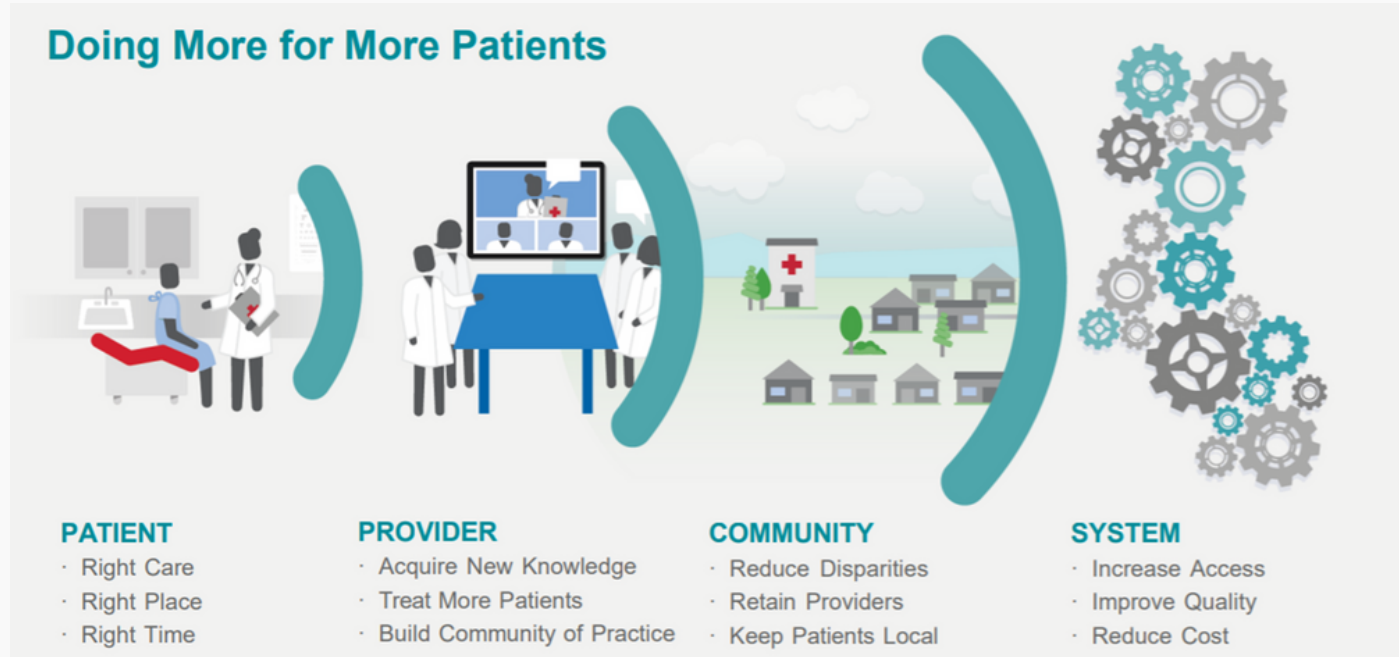 Doing More for More Patients
PATIENT
· Right Care
· Right Place
· Right Time
PROVIDER
· Acquire New Knowledge
· Treat More Patients
· Build Community of Practice
COMMUNITY
· Reduce Disparities
· Retain Providers
· Keep Patients Local
SYSTEM
· Increase Access
· Improve Quality
· Reduce Cost